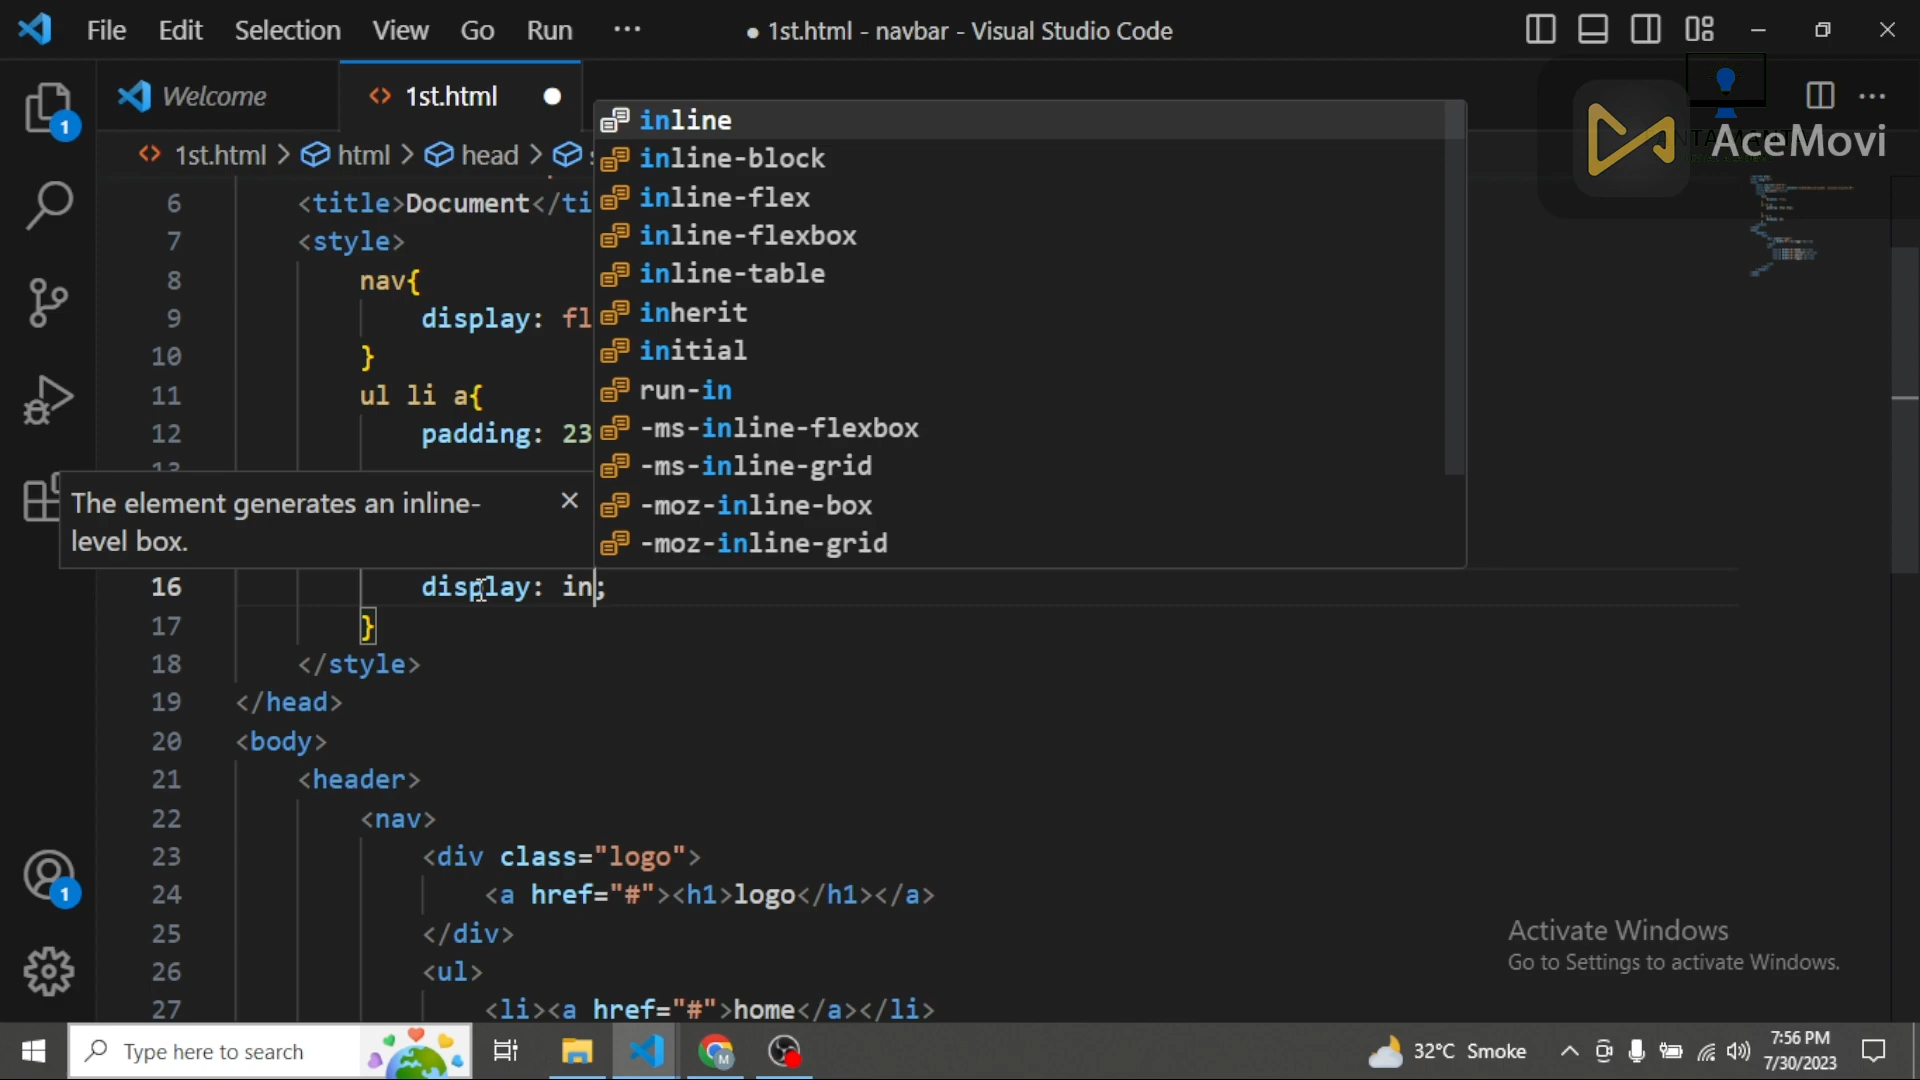 File Edit Selection View Go Run ··· ● 1st.html - navbar - Visual Studio Code
Welcome <> 1st.html ●
<> 1st.html > html > head >
AceMovi
inline
inline-block
inline-flex
inline-flexbox
inline-table
inherit
initial
run-in
-ms-inline-flexbox
-ms-inline-grid
-moz-inline-box
-moz-inline-grid
The element generates an inline-
level box.
6 <title>Document</ti
7 <style>
8 nav{
9 display: fl
10 }
11 ul li a{
12 padding: 23
16 display: in;
17 }
18 </style>
19 </head>
20 <body>
21 <header>
22 <nav>
23 <div class="logo">
24 <a href="#"><h1>logo</h1></a>
25 </div>
26 <ul>
27 <li><a href="#">home</a></li>
1
1
Activate Windows
Go to Settings to activate Windows.
Type here to search
32°C Smoke
7:56 PM
7/30/2023